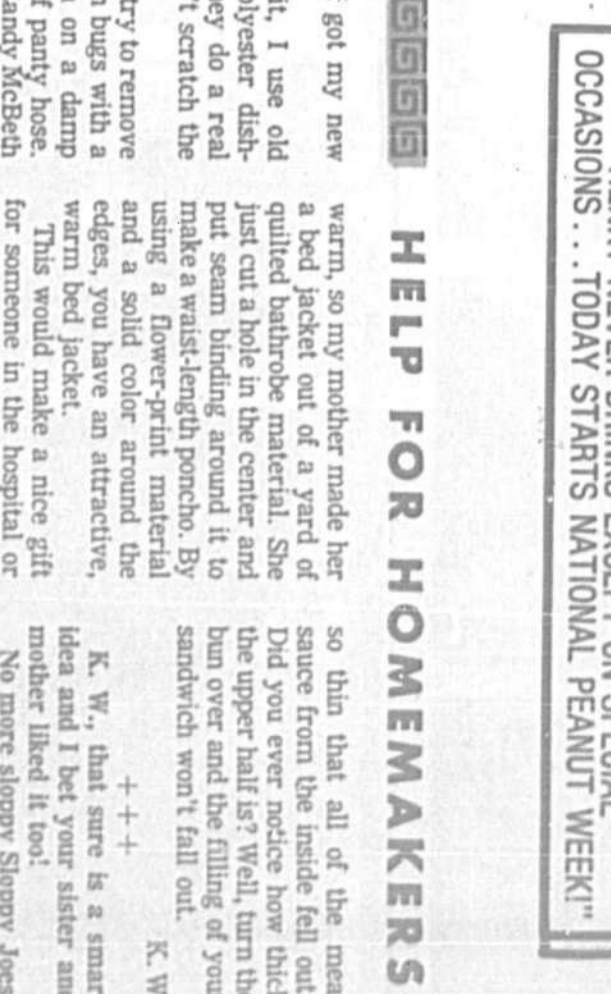 OCCASIONS . . . TODAY STARTS NATIONAL PEANUT WEEK!"
HELP FOR HOMEMAKERS
got my new
it, I use old
olyester dish-
ey do a real
't scratch the
try to remove
bugs with a
on a damp
f panty hose.
andy McBeth
warm, so my mother made her
a bed jacket out of a yard of
quilted bathrobe material. She
just cut a hole in the center and
put seam binding around it to
make a waist-length poncho. By
using a flower-print material
and a solid color around the
edges, you have an attractive,
warm bed jacket.
This would make a nice gift
for someone in the hospital or
so thin that all of the mea
sauce from the inside fell out
Did you ever notice how thic
the upper half is? Well, turn th
bun over and the filling of you
sandwich won't fall out.
K. W
+ + +
K. W., that sure is a smar
idea and I bet your sister and
mother liked it too!
No more sloppy Sloppy Joes